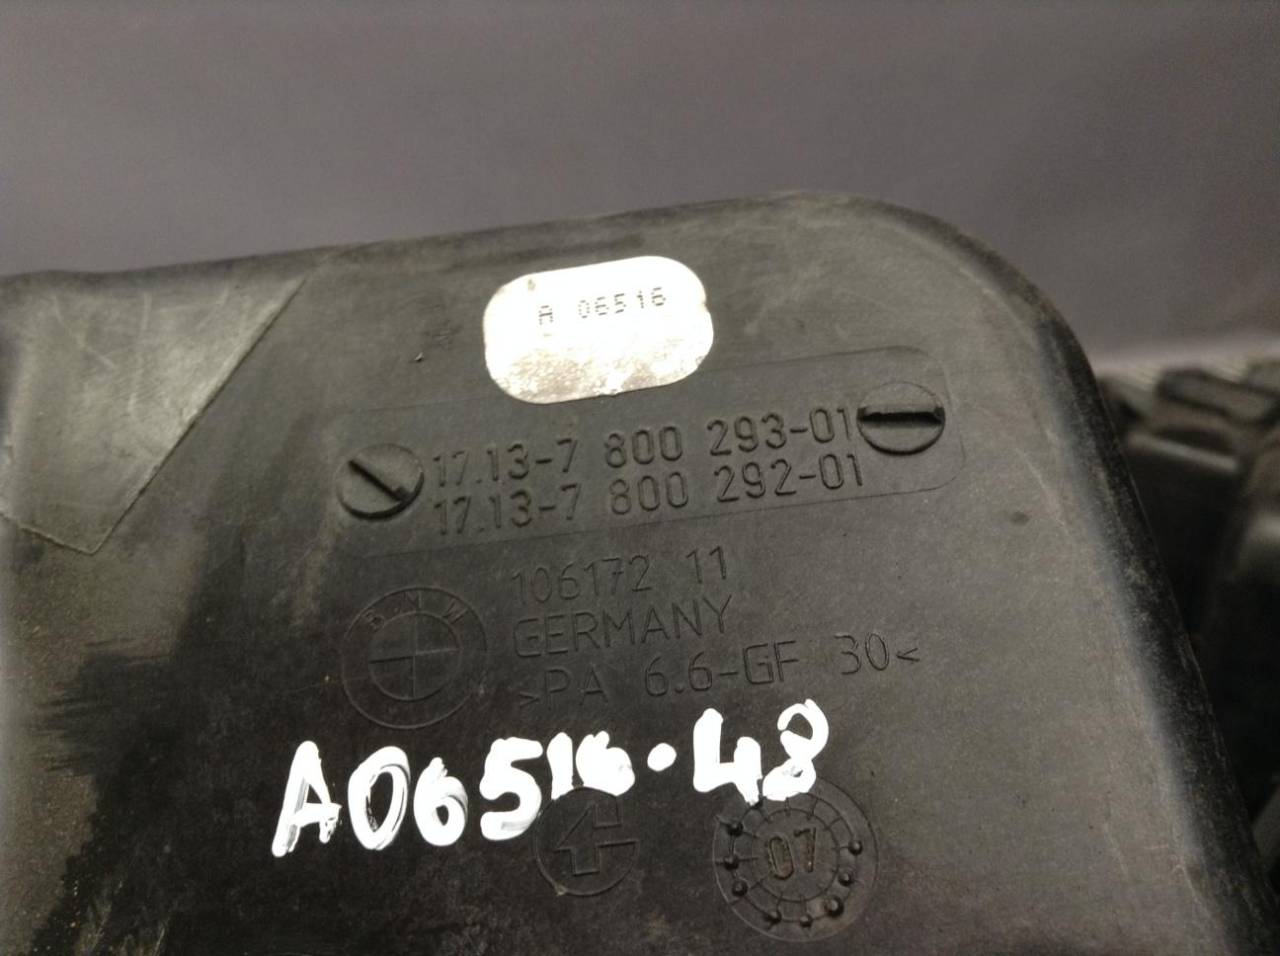 A 06516
17.13-7 800 293-01
17.13-7 800 292-01
106172 11
BMW
GERMANY
>PA 6.6-GF 30<
A06516.48
07